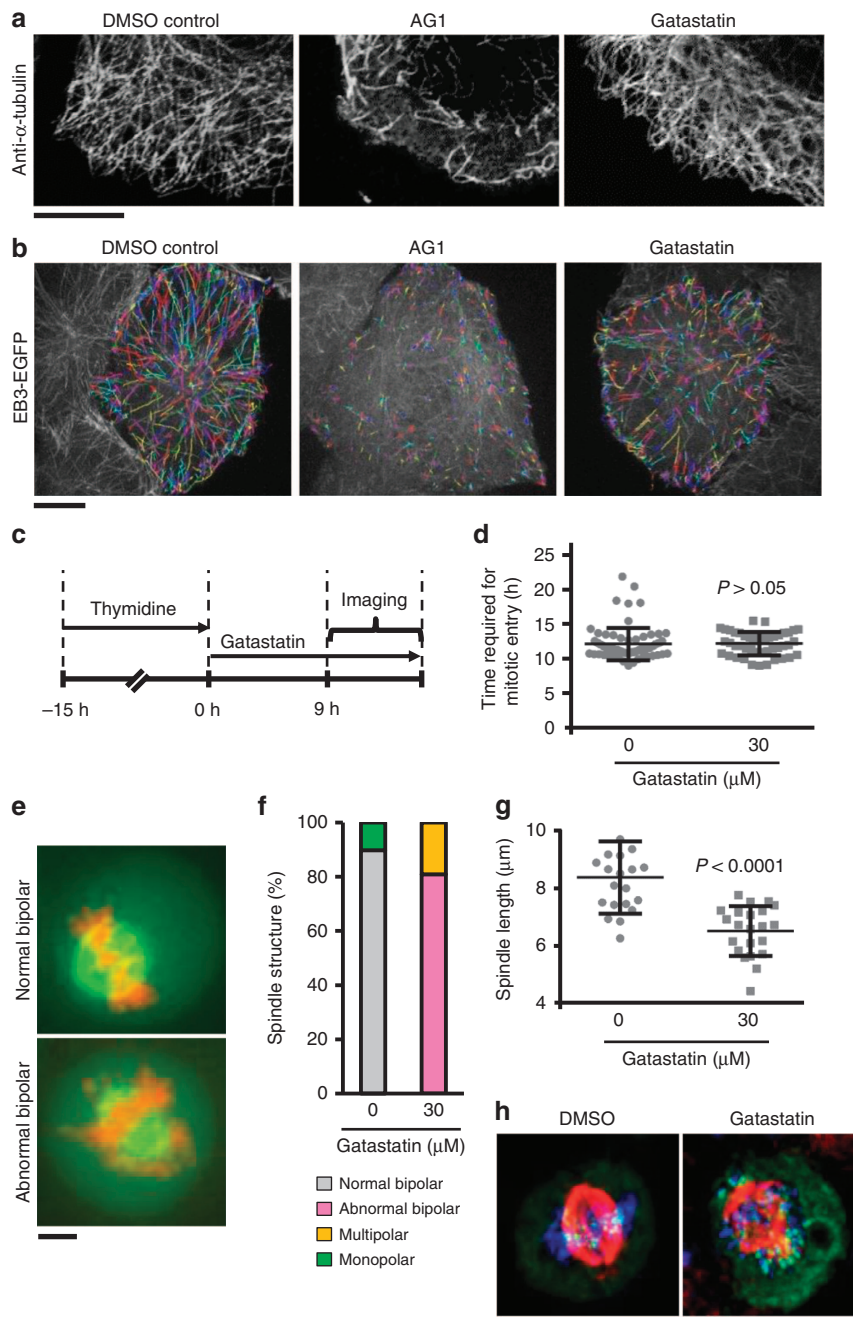 a
DMSO control
AG1
Gatastatin
Anti-α-tubulin
b
DMSO control
AG1
Gatastatin
EB3-EGFP
c
Thymidine
Gatastatin
Imaging
–15 h
0 h
9 h
d
Time required for
mitotic entry (h)
25
20
15
10
5
0
P > 0.05
0
30
Gatastatin (μM)
e
Normal bipolar
Abnormal bipolar
f
Spindle structure (%)
100
80
60
40
20
0
0
30
Gatastatin (μM)
Normal bipolar
Abnormal bipolar
Multipolar
Monopolar
g
Spindle length (μm)
10
8
6
4
P < 0.0001
0
30
Gatastatin (μM)
h
DMSO
Gatastatin